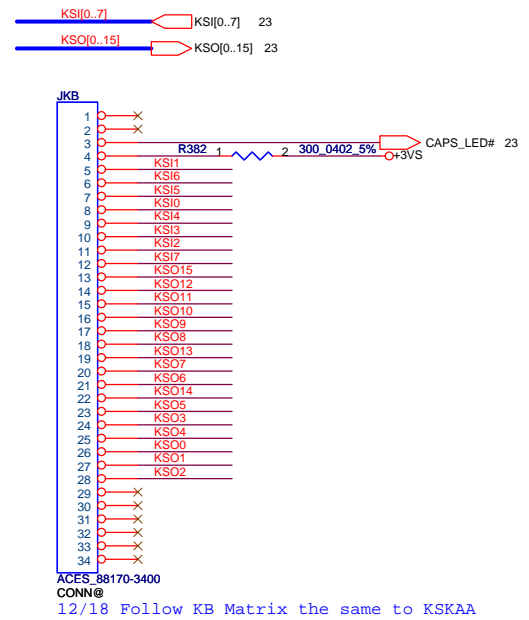 KSI[0..7]
KSI[0..7] 23
KSO[0..15]
KSO[0..15] 23
JKB
1
2
3 CAPS_LED# 23
4 R382 1 2 300_0402_5% +3VS
5 KSI1
6 KSI6
7 KSI5
8 KSI0
9 KSI4
10 KSI3
11 KSI2
12 KSI7
13 KSO15
14 KSO12
15 KSO11
16 KSO10
17 KSO9
18 KSO8
19 KSO13
20 KSO7
21 KSO6
22 KSO14
23 KSO5
24 KSO3
25 KSO4
26 KSO0
27 KSO1
28 KSO2
29
30
31
32
33
34
ACES_88170-3400
CONN@
12/18 Follow KB Matrix the same to KSKAA